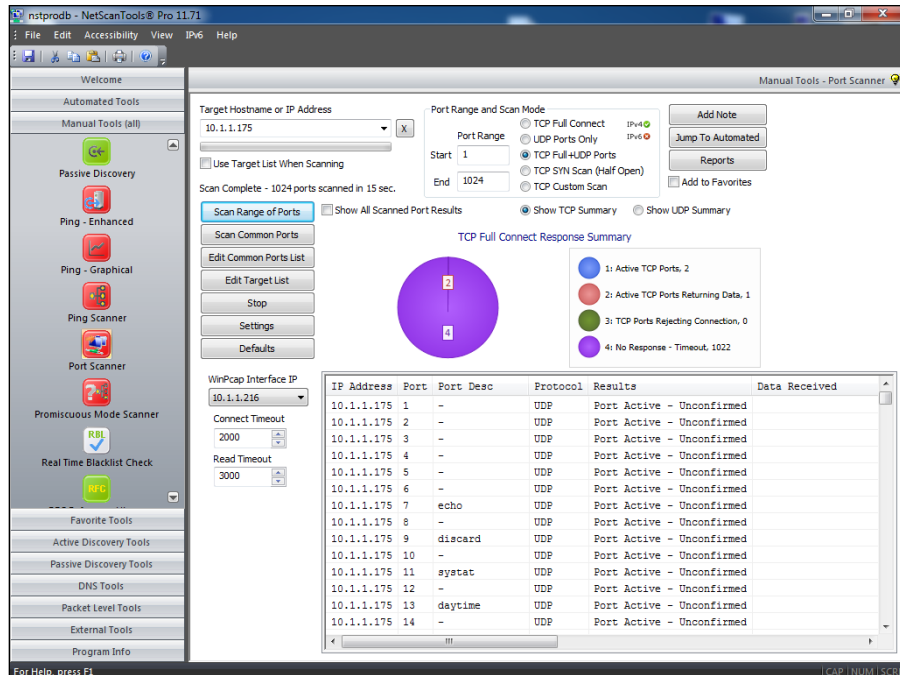 nstprodb - NetScanTools® Pro 11.71
File Edit Accessibility View IPv6 Help
Welcome
Automated Tools
Manual Tools (all)
Passive Discovery
Ping - Enhanced
Ping - Graphical
Ping Scanner
Port Scanner
Promiscuous Mode Scanner
RBL
Real Time Blacklist Check
RFC
Favorite Tools
Active Discovery Tools
Passive Discovery Tools
DNS Tools
Packet Level Tools
External Tools
Program Info
Manual Tools - Port Scanner
Target Hostname or IP Address
10.1.1.175
X
Use Target List When Scanning
Scan Complete - 1024 ports scanned in 15 sec.
Port Range and Scan Mode
Port Range
Start 1
End 1024
TCP Full Connect IPv4
UDP Ports Only IPv6
TCP Full+UDP Ports
TCP SYN Scan (Half Open)
TCP Custom Scan
Add Note
Jump To Automated
Reports
Add to Favorites
Scan Range of Ports
Scan Common Ports
Edit Common Ports List
Edit Target List
Stop
Settings
Defaults
Show All Scanned Port Results
Show TCP Summary
Show UDP Summary
TCP Full Connect Response Summary
2
4
1: Active TCP Ports, 2
2: Active TCP Ports Returning Data, 1
3: TCP Ports Rejecting Connection, 0
4: No Response - Timeout, 1022
WinPcap Interface IP
10.1.1.216
Connect Timeout
2000
Read Timeout
3000
IP Address Port Port Desc Protocol Results Data Received
10.1.1.175 1 - UDP Port Active - Unconfirmed
10.1.1.175 2 - UDP Port Active - Unconfirmed
10.1.1.175 3 - UDP Port Active - Unconfirmed
10.1.1.175 4 - UDP Port Active - Unconfirmed
10.1.1.175 5 - UDP Port Active - Unconfirmed
10.1.1.175 6 - UDP Port Active - Unconfirmed
10.1.1.175 7 echo UDP Port Active - Unconfirmed
10.1.1.175 8 - UDP Port Active - Unconfirmed
10.1.1.175 9 discard UDP Port Active - Unconfirmed
10.1.1.175 10 - UDP Port Active - Unconfirmed
10.1.1.175 11 systat UDP Port Active - Unconfirmed
10.1.1.175 12 - UDP Port Active - Unconfirmed
10.1.1.175 13 daytime UDP Port Active - Unconfirmed
10.1.1.175 14 - UDP Port Active - Unconfirmed
For Help, press F1
CAP NUM SCR